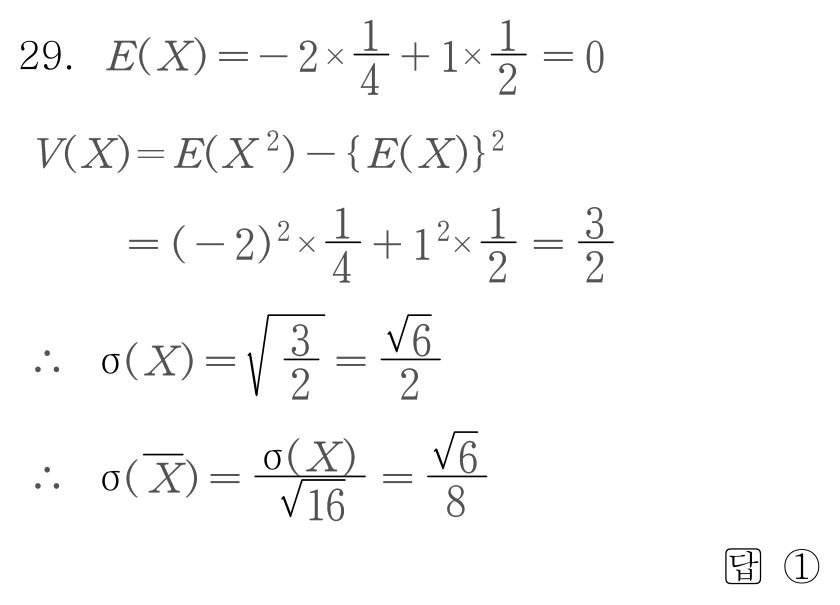 29. E(X)=−2×1/4+1×1/2=0
V(X)=E(X²)−{E(X)}²
=(−2)²×1/4+1²×1/2=3/2
∴ σ(X)=√(3/2)=√6/2
∴ σ(X̅)=σ(X)/√16=√6/8
답 ①